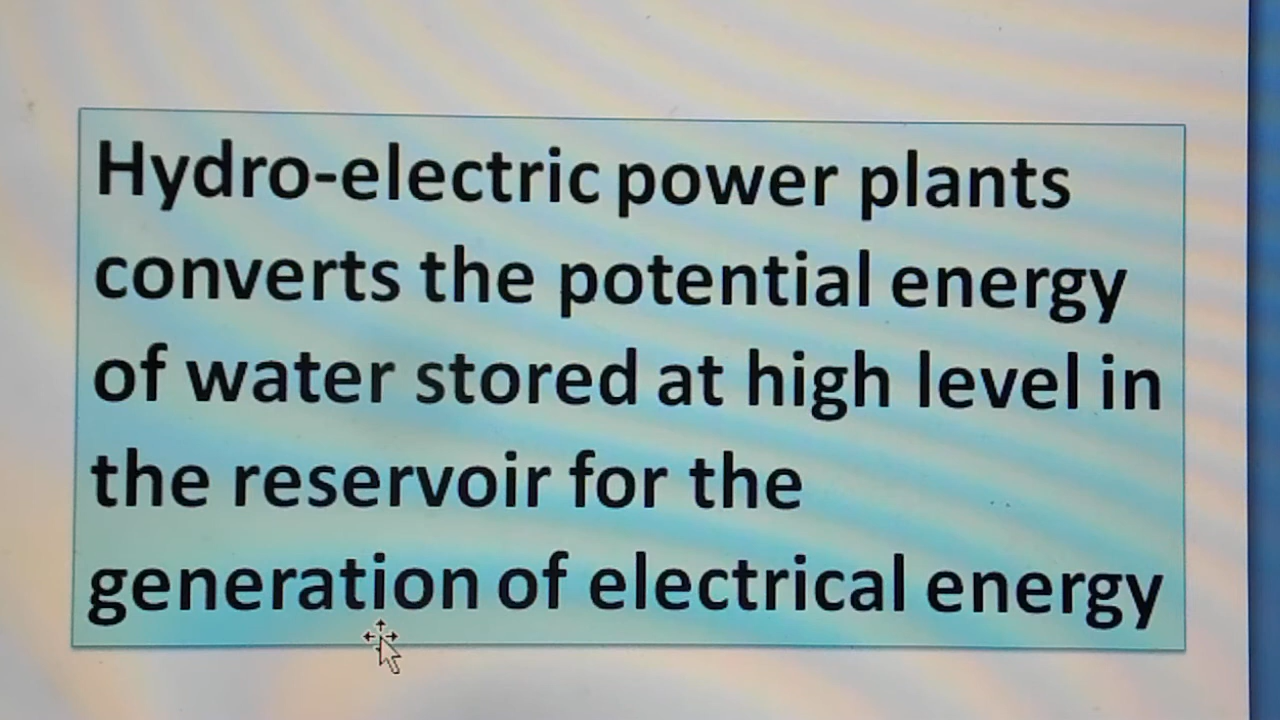 Hydro-electric power plants
converts the potential energy
of water stored at high level in
the reservoir for the
generation of electrical energy